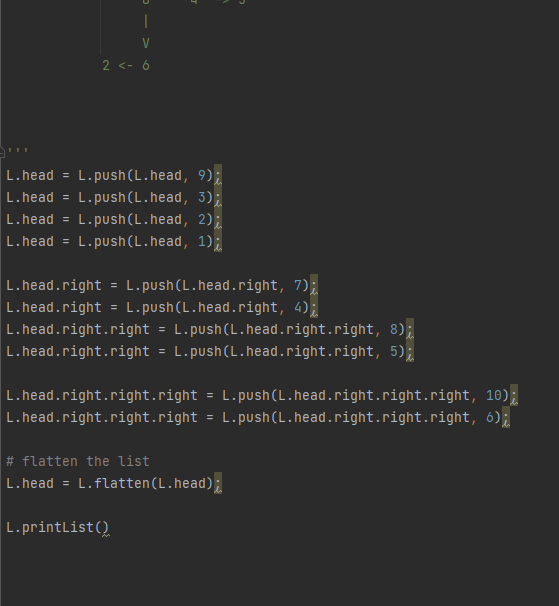 |
V
2 <- 6
'''
L.head = L.push(L.head, 9);
L.head = L.push(L.head, 3);
L.head = L.push(L.head, 2);
L.head = L.push(L.head, 1);
L.head.right = L.push(L.head.right, 7);
L.head.right = L.push(L.head.right, 4);
L.head.right.right = L.push(L.head.right.right, 8);
L.head.right.right = L.push(L.head.right.right, 5);
L.head.right.right.right = L.push(L.head.right.right.right, 10);
L.head.right.right.right = L.push(L.head.right.right.right, 6);
# flatten the list
L.head = L.flatten(L.head);
L.printList()